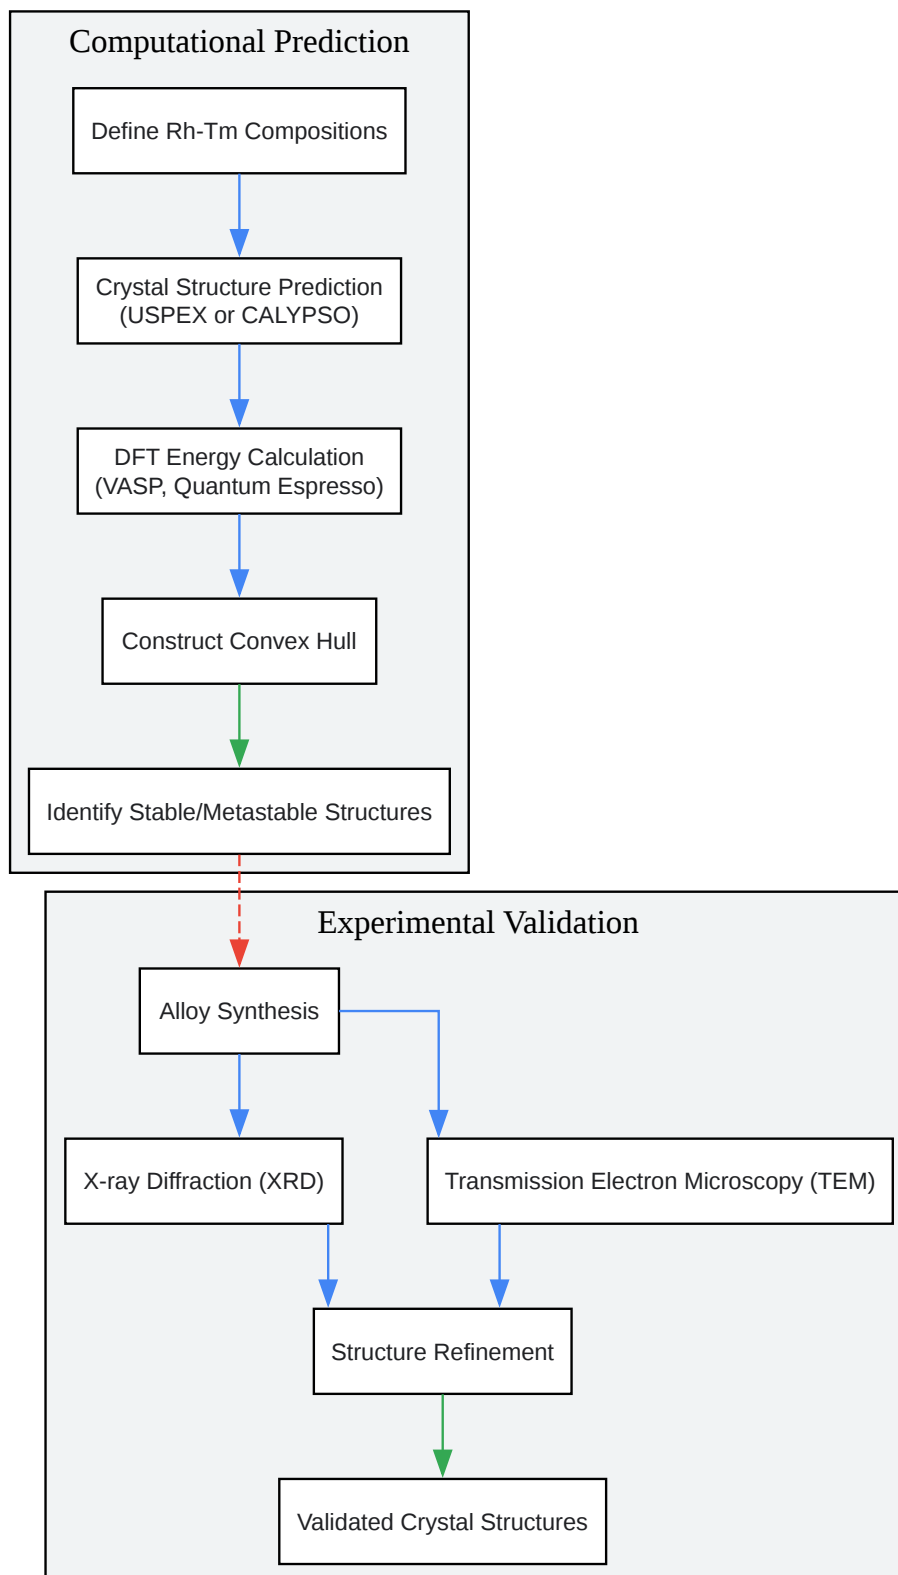 Computational Prediction
Define Rh-Tm Compositions
Crystal Structure Prediction
(USPEX or CALYPSO)
DFT Energy Calculation
(VASP, Quantum Espresso)
Construct Convex Hull
Identify Stable/Metastable Structures
Experimental Validation
Alloy Synthesis
X-ray Diffraction (XRD)
Transmission Electron Microscopy (TEM)
Structure Refinement
Validated Crystal Structures